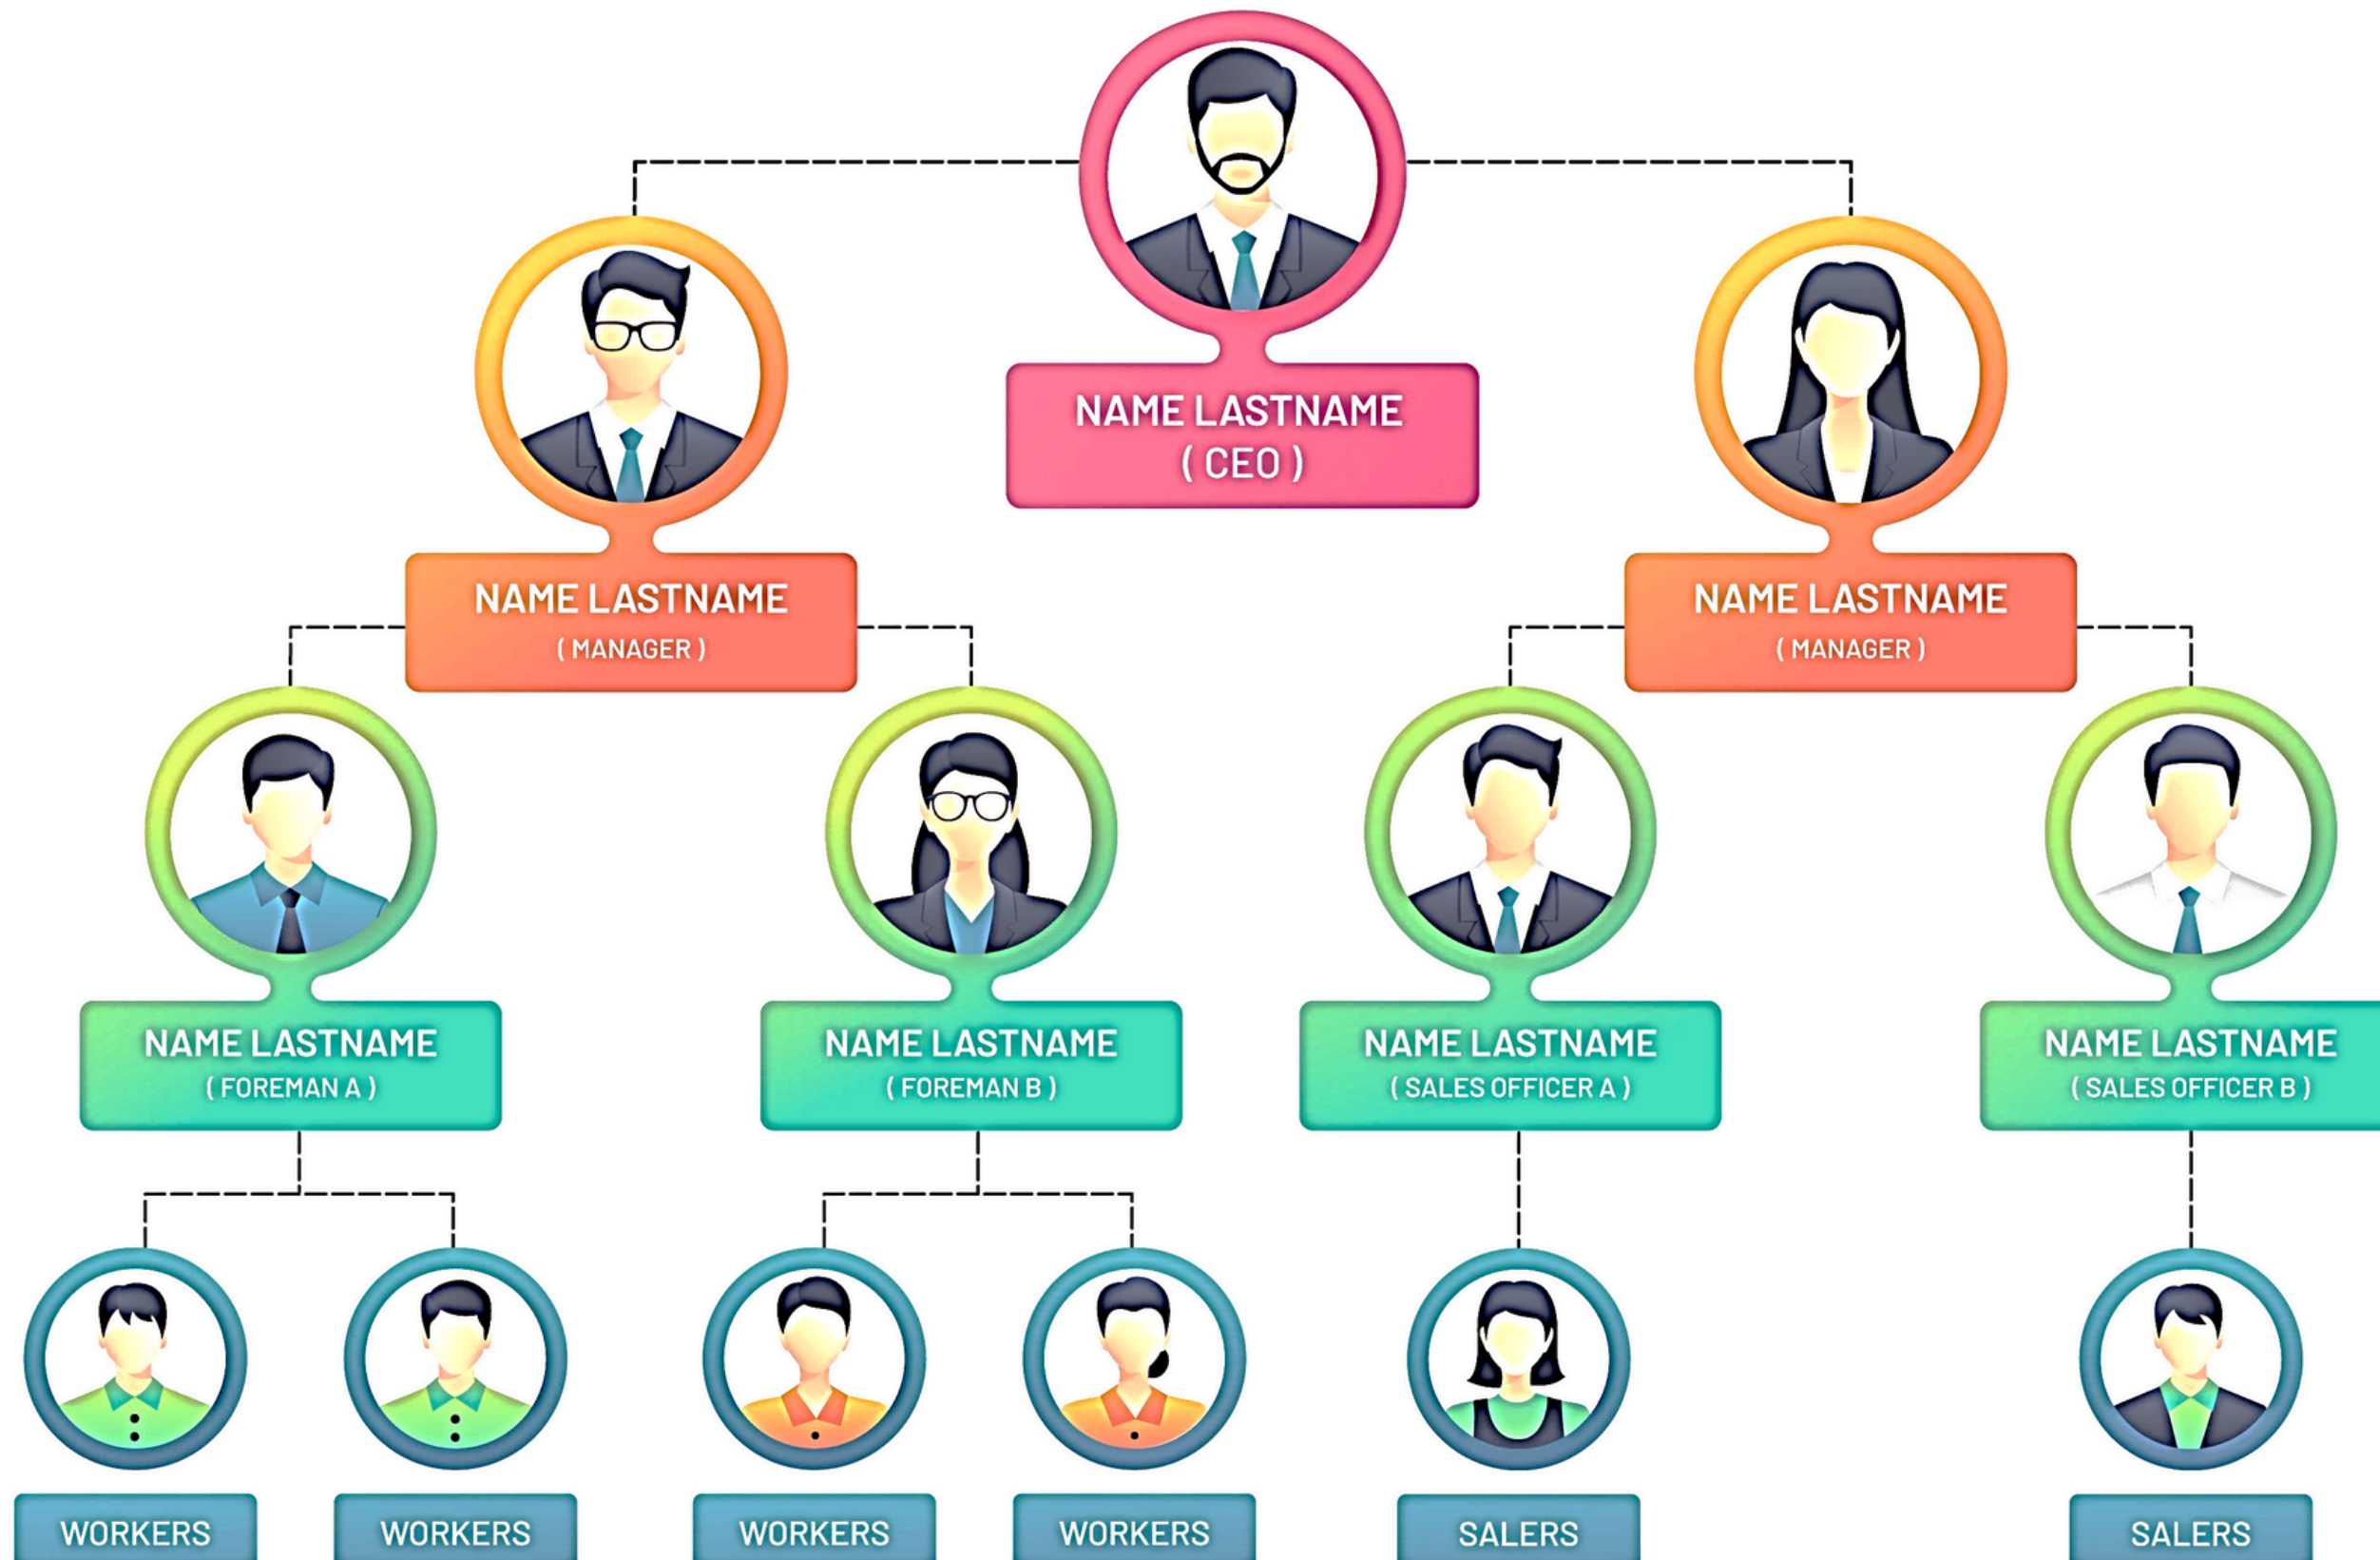 NAME LASTNAME
( CEO )
NAME LASTNAME
( MANAGER )
NAME LASTNAME
( MANAGER )
NAME LASTNAME
( FOREMAN A )
NAME LASTNAME
( FOREMAN B )
NAME LASTNAME
( SALES OFFICER A )
NAME LASTNAME
( SALES OFFICER B )
WORKERS
WORKERS
WORKERS
WORKERS
SALERS
SALERS